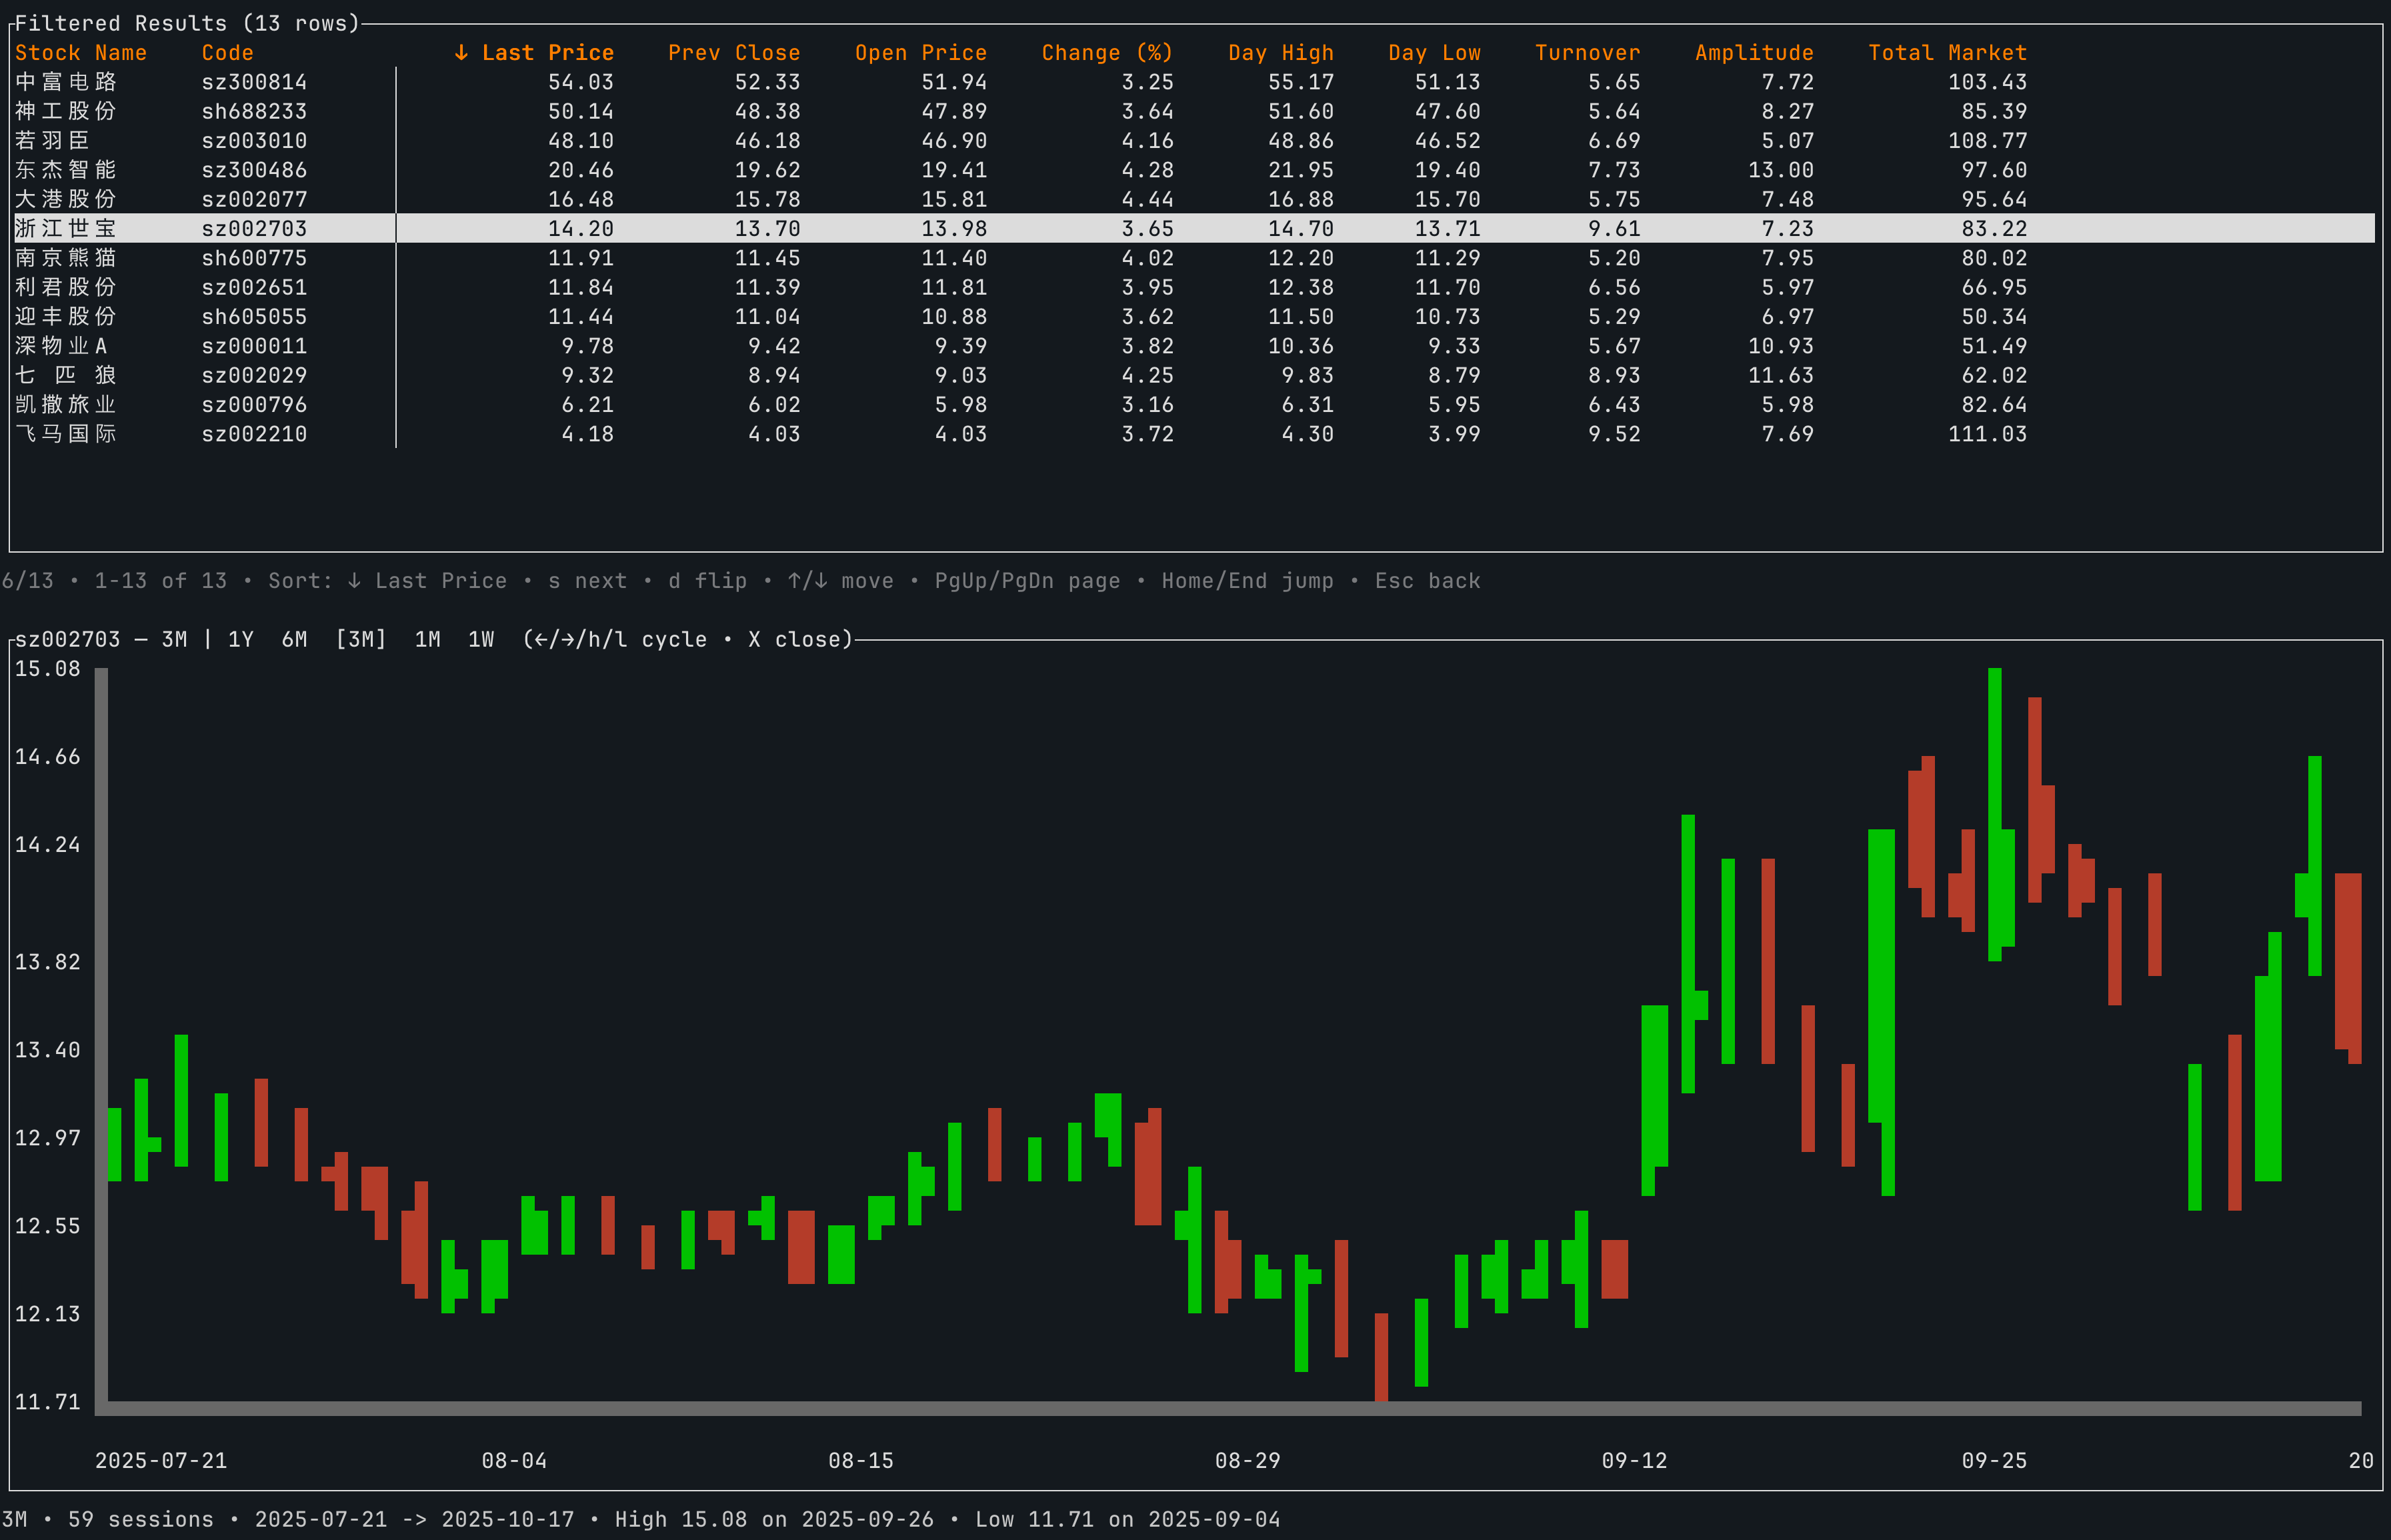 Filtered Results (13 rows)
Stock Name Code ↓ Last Price Prev Close Open Price Change (%) Day High Day Low Turnover Amplitude Total Market
中富电路 sz300814 54.03 52.33 51.94 3.25 55.17 51.13 5.65 7.72 103.43
神工股份 sh688233 50.14 48.38 47.89 3.64 51.60 47.60 5.64 8.27 85.39
若羽臣 sz003010 48.10 46.18 46.90 4.16 48.86 46.52 6.69 5.07 108.77
东杰智能 sz300486 20.46 19.62 19.41 4.28 21.95 19.40 7.73 13.00 97.60
大港股份 sz002077 16.48 15.78 15.81 4.44 16.88 15.70 5.75 7.48 95.64
浙江世宝 sz002703 14.20 13.70 13.98 3.65 14.70 13.71 9.61 7.23 83.22
南京熊猫 sh600775 11.91 11.45 11.40 4.02 12.20 11.29 5.20 7.95 80.02
利君股份 sz002651 11.84 11.39 11.81 3.95 12.38 11.70 6.56 5.97 66.95
迎丰股份 sh605055 11.44 11.04 10.88 3.62 11.50 10.73 5.29 6.97 50.34
深物业A sz000011 9.78 9.42 9.39 3.82 10.36 9.33 5.67 10.93 51.49
七 匹 狼 sz002029 9.32 8.94 9.03 4.25 9.83 8.79 8.93 11.63 62.02
凯撒旅业 sz000796 6.21 6.02 5.98 3.16 6.31 5.95 6.43 5.98 82.64
飞马国际 sz002210 4.18 4.03 4.03 3.72 4.30 3.99 9.52 7.69 111.03
6/13 • 1-13 of 13 • Sort: ↓ Last Price • s next • d flip • ↑/↓ move • PgUp/PgDn page • Home/End jump • Esc back
sz002703 — 3M | 1Y 6M [3M] 1M 1W (←/→/h/l cycle • X close)
15.08
14.66
14.24
13.82
13.40
12.97
12.55
12.13
11.71
2025-07-21 08-04 08-15 08-29 09-12 09-25 20
3M • 59 sessions • 2025-07-21 -> 2025-10-17 • High 15.08 on 2025-09-26 • Low 11.71 on 2025-09-04